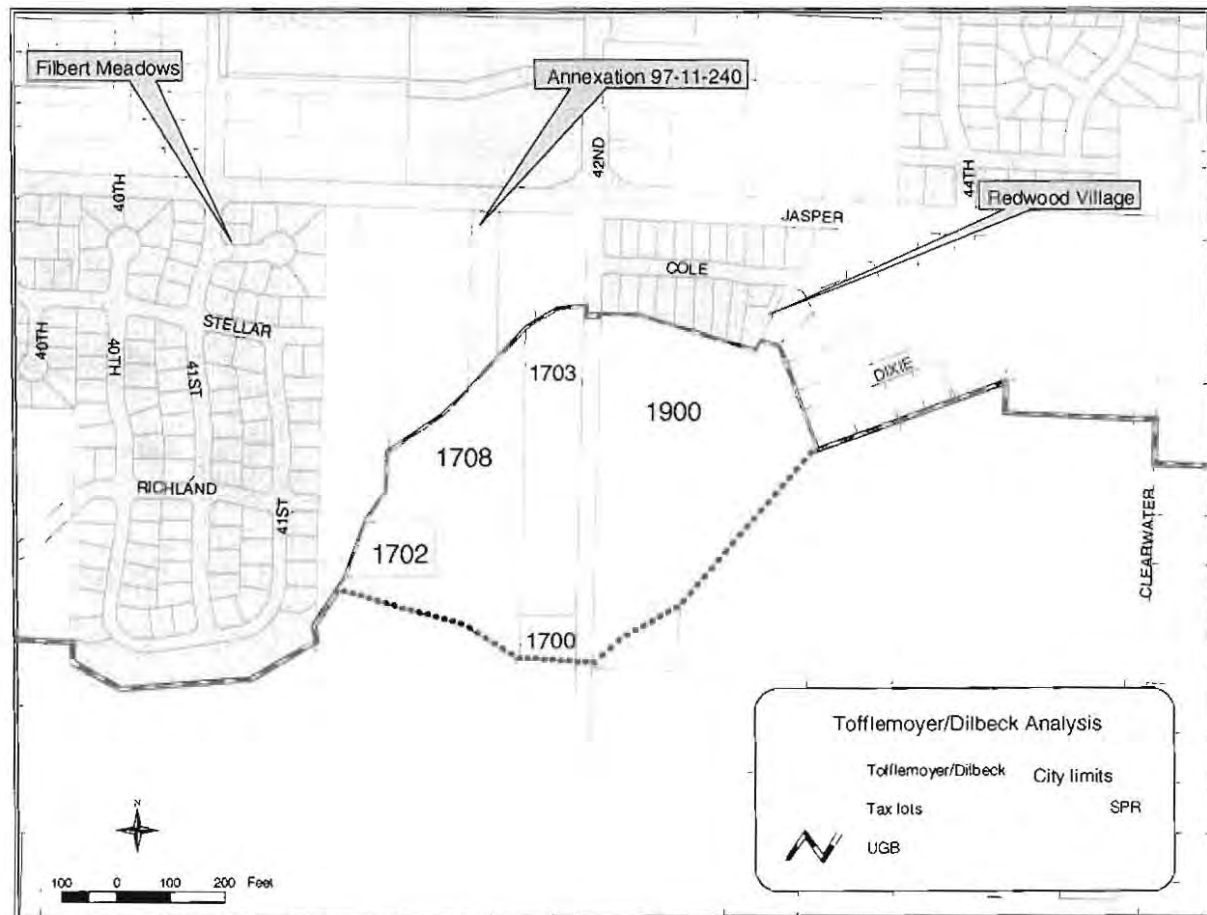 Filbert Meadows
Annexation 97-11-240
42ND
40TH
44TH
Redwood Village
JASPER
COLE
STELLAR
40TH
40TH
41ST
DIXIE
1703
1900
1708
RICHLAND
41ST
1702
CLEARWATER
1700
Tofflemoyer/Dilbeck Analysis
Tofflemoyer/Dilbeck City limits
Tax lots SPR
UGB
N
100 0 100 200 Feet